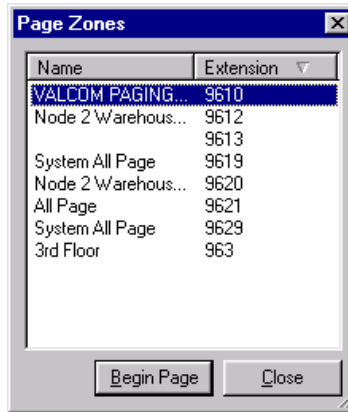 Page Zones
Name Extension
VALCOM PAGING... 9610
Node 2 Warehous... 9612
9613
System All Page 9619
Node 2 Warehous... 9620
All Page 9621
System All Page 9629
3rd Floor 963
Begin Page Close